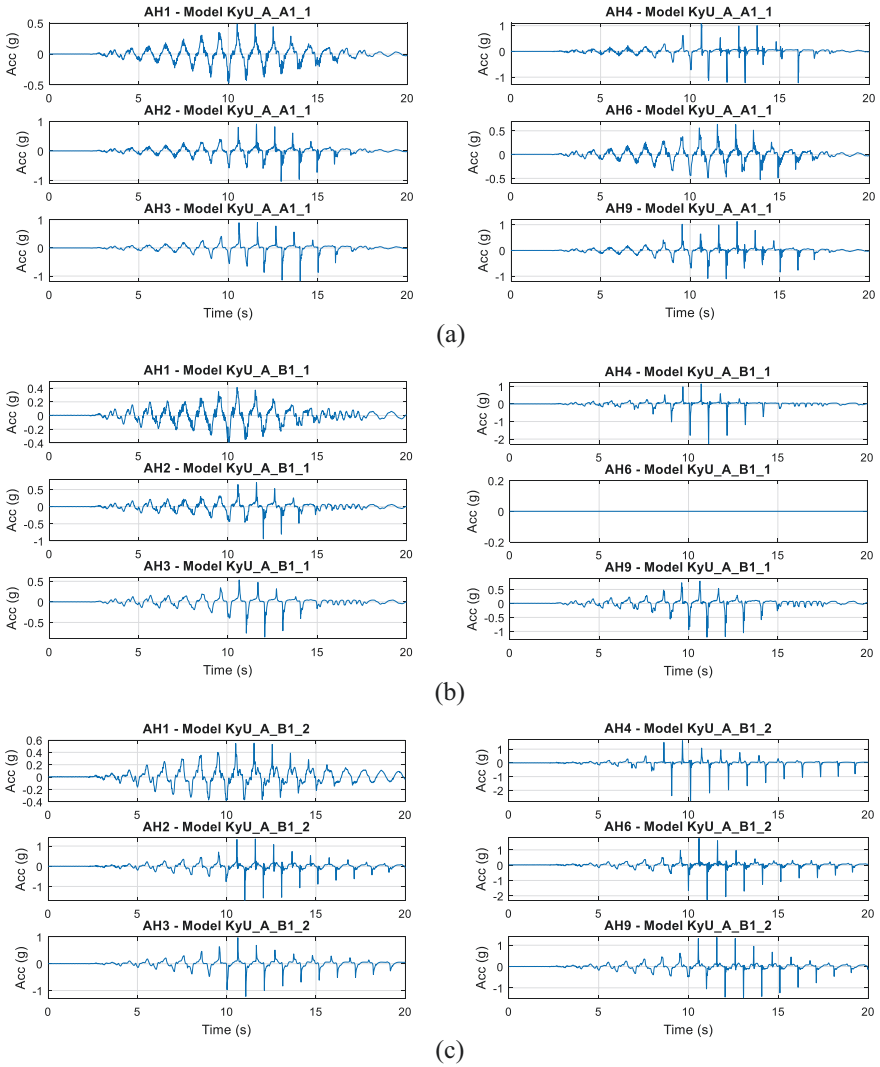 AH1 - Model KyU_A_A1_1
Acc (g)
0.5
0
-0.5
0 5 10 15 20
AH2 - Model KyU_A_A1_1
Acc (g)
1
0
-1
0 5 10 15 20
AH3 - Model KyU_A_A1_1
Acc (g)
1
0
-1
0 5 10 15 20
Time (s)
AH4 - Model KyU_A_A1_1
Acc (g)
1
0
-1
0 5 10 15 20
AH6 - Model KyU_A_A1_1
Acc (g)
0.5
0
-0.5
0 5 10 15 20
AH9 - Model KyU_A_A1_1
Acc (g)
1
0
-1
0 5 10 15 20
Time (s)
(a)
AH1 - Model KyU_A_B1_1
Acc (g)
0.4
0.2
0
-0.2
-0.4
0 5 10 15 20
AH2 - Model KyU_A_B1_1
Acc (g)
0.5
0
-0.5
-1
0 5 10 15 20
AH3 - Model KyU_A_B1_1
Acc (g)
0.5
0
-0.5
0 5 10 15 20
Time (s)
AH4 - Model KyU_A_B1_1
Acc (g)
1
0
-1
-2
0 5 10 15 20
AH6 - Model KyU_A_B1_1
Acc (g)
0.2
0
-0.2
0 5 10 15 20
AH9 - Model KyU_A_B1_1
Acc (g)
0.5
0
-0.5
-1
0 5 10 15 20
Time (s)
(b)
AH1 - Model KyU_A_B1_2
Acc (g)
0.6
0.4
0.2
0
-0.2
-0.4
0 5 10 15 20
AH2 - Model KyU_A_B1_2
Acc (g)
1
0
-1
0 5 10 15 20
AH3 - Model KyU_A_B1_2
Acc (g)
1
0
-1
0 5 10 15 20
Time (s)
AH4 - Model KyU_A_B1_2
Acc (g)
1
0
-1
-2
0 5 10 15 20
AH6 - Model KyU_A_B1_2
Acc (g)
1
0
-1
-2
0 5 10 15 20
AH9 - Model KyU_A_B1_2
Acc (g)
1
0
-1
0 5 10 15 20
Time (s)
(c)